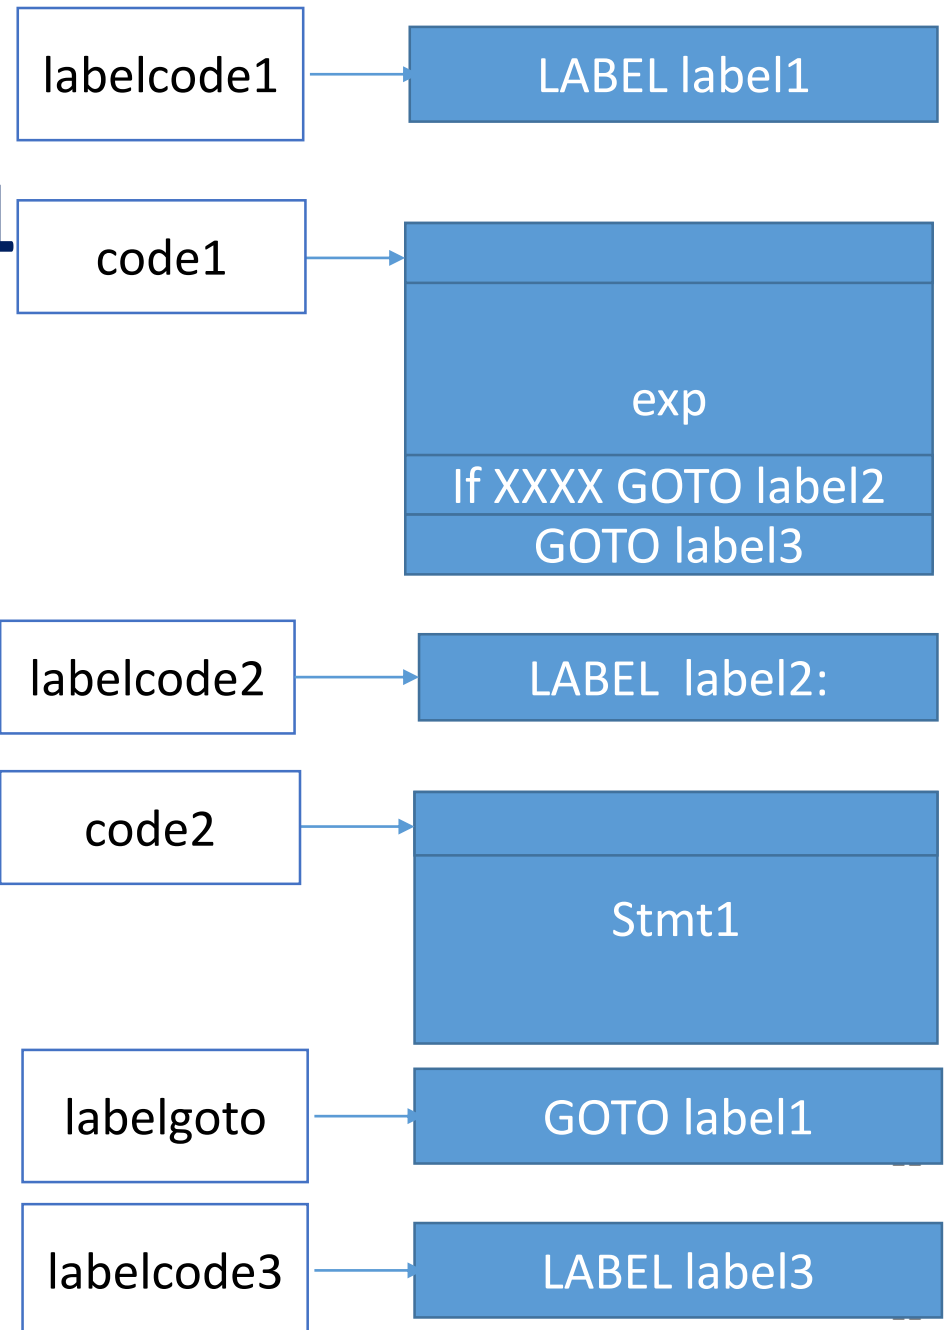 labelcode1
LABEL label1
code1
exp
If XXXX GOTO label2
GOTO label3
labelcode2
LABEL  label2:
code2
Stmt1
labelgoto
GOTO label1
labelcode3
LABEL label3